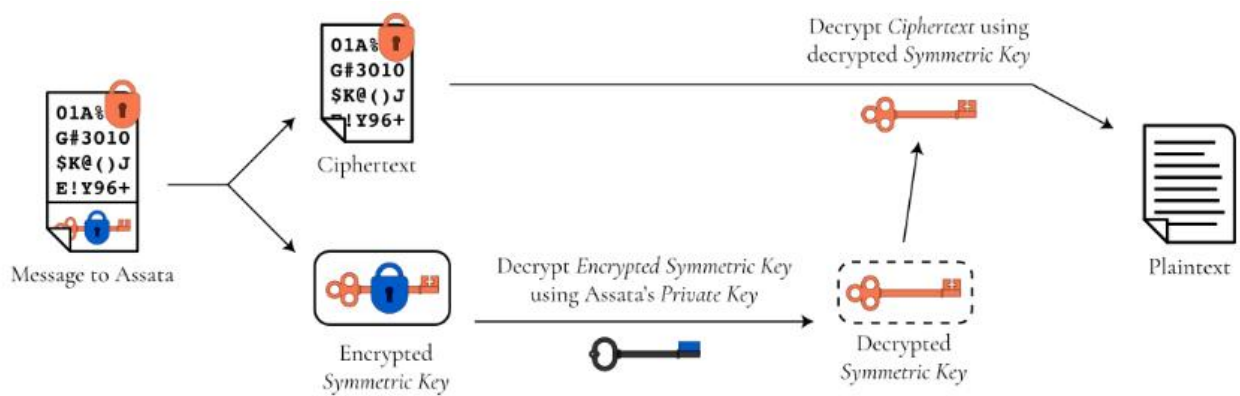 01A%
G#3010
$K@()J
E!Y96+
Message to Assata
01A%
G#3010
$K@()J
E!Y96+
Ciphertext
Encrypted
Symmetric Key
Decrypt Encrypted Symmetric Key
using Assata's Private Key
Decrypted
Symmetric Key
Decrypt Ciphertext using
decrypted Symmetric Key
Plaintext